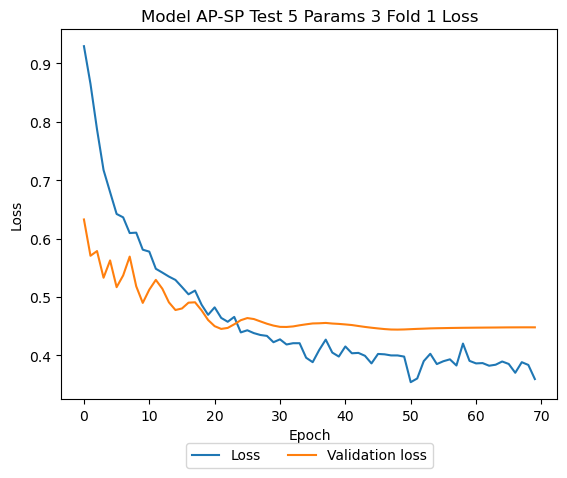 Model AP-SP Test 5 Params 3 Fold 1 Loss
Loss
0.9
0.8
0.7
0.6
0.5
0.4
0 10 20 30 40 50 60 70
Epoch
Loss Validation loss